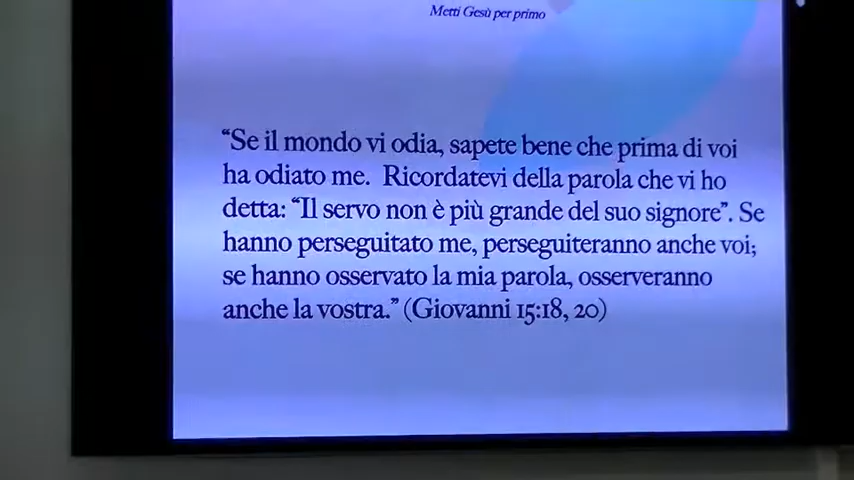 Metti Gesù per primo
“Se il mondo vi odia, sapete bene che prima di voi
ha odiato me. Ricordatevi della parola che vi ho
detta: “Il servo non è più grande del suo signore”. Se
hanno perseguitato me, perseguiteranno anche voi;
se hanno osservato la mia parola, osserveranno
anche la vostra.” (Giovanni 15:18, 20)